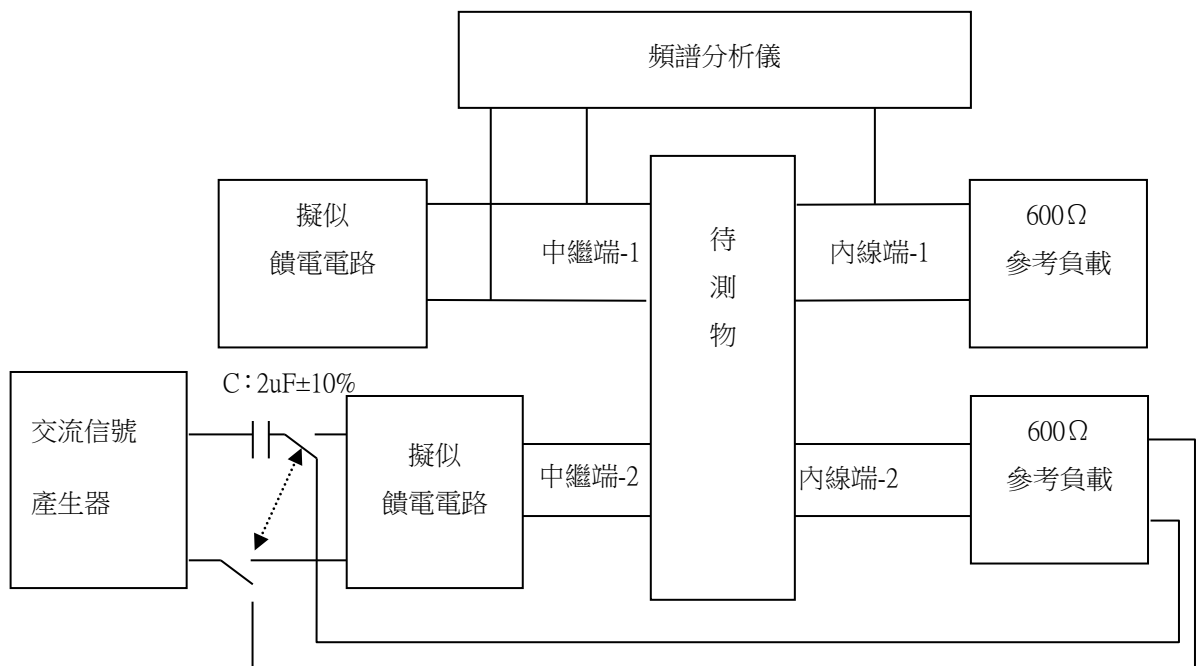 頻譜分析儀
擬似
饋電電路
中繼端-1
待
測
物
內線端-1
600Ω
參考負載
C：2uF±10%
交流信號
產生器
擬似
饋電電路
中繼端-2
內線端-2
600Ω
參考負載